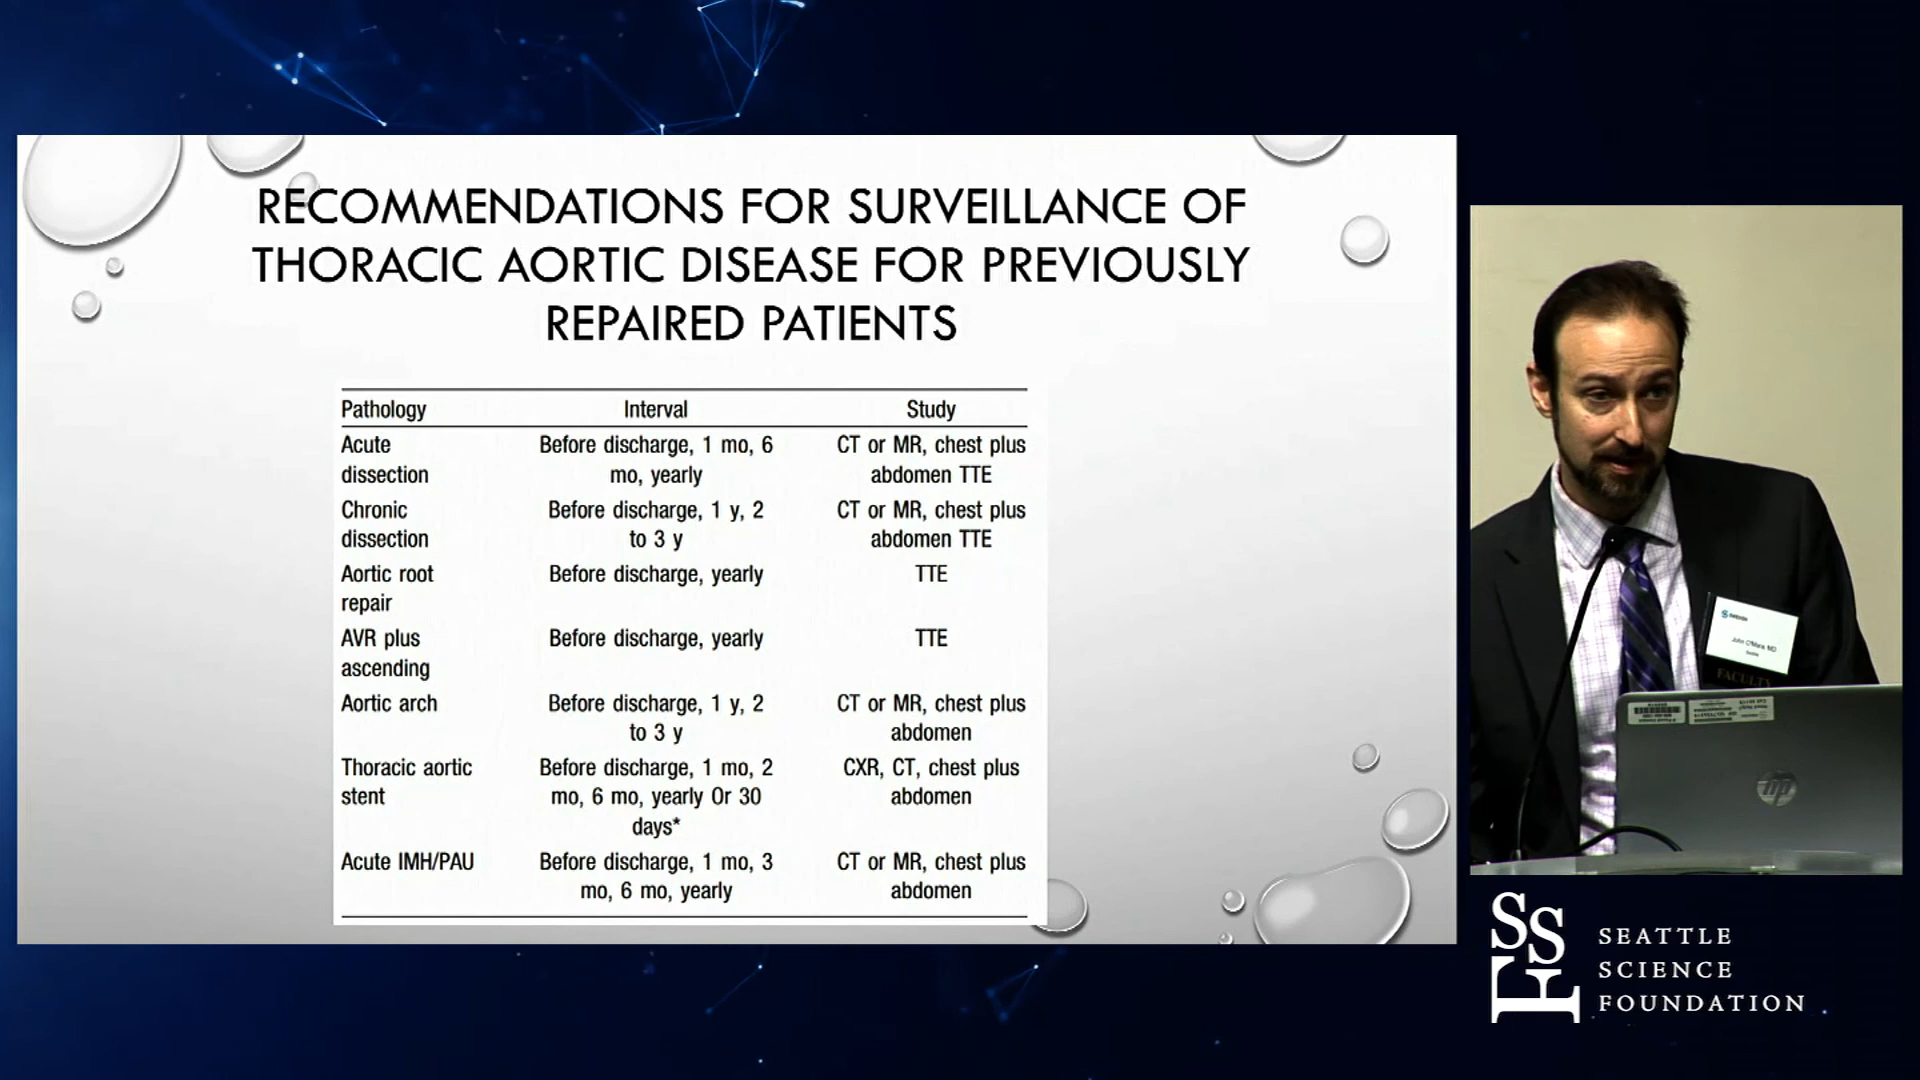 RECOMMENDATIONS FOR SURVEILLANCE OF
THORACIC AORTIC DISEASE FOR PREVIOUSLY
REPAIRED PATIENTS
Pathology Interval Study
Acute Before discharge, 1 mo, 6 CT or MR, chest plus
dissection mo, yearly abdomen TTE
Chronic Before discharge, 1 y, 2 CT or MR, chest plus
dissection to 3 y abdomen TTE
Aortic root Before discharge, yearly TTE
repair
AVR plus Before discharge, yearly TTE
ascending
Aortic arch Before discharge, 1 y, 2 CT or MR, chest plus
to 3 y abdomen
Thoracic aortic Before discharge, 1 mo, 2 CXR, CT, chest plus
stent mo, 6 mo, yearly Or 30 abdomen
days*
Acute IMH/PAU Before discharge, 1 mo, 3 CT or MR, chest plus
mo, 6 mo, yearly abdomen
John O'Mara MD
FACULTY
hp
SSF
SEATTLE
SCIENCE
FOUNDATION